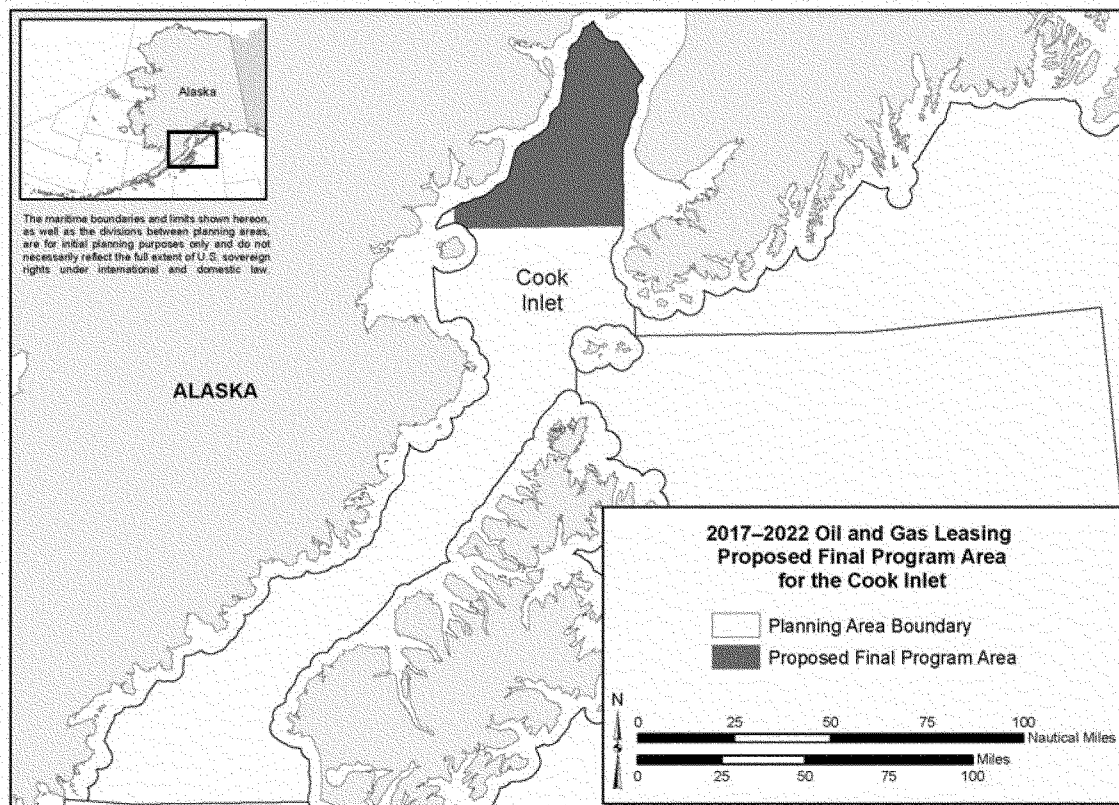 Alaska
The maritime boundaries and limits shown hereon,
as well as the divisions between planning areas,
are for initial planning purposes only and do not
necessarily reflect the full extent of U.S. sovereign
rights under international and domestic law.
Cook
Inlet
ALASKA
2017–2022 Oil and Gas Leasing
Proposed Final Program Area
for the Cook Inlet
Planning Area Boundary
Proposed Final Program Area
N
0 25 50 75 100
Nautical Miles
Miles
0 25 50 100